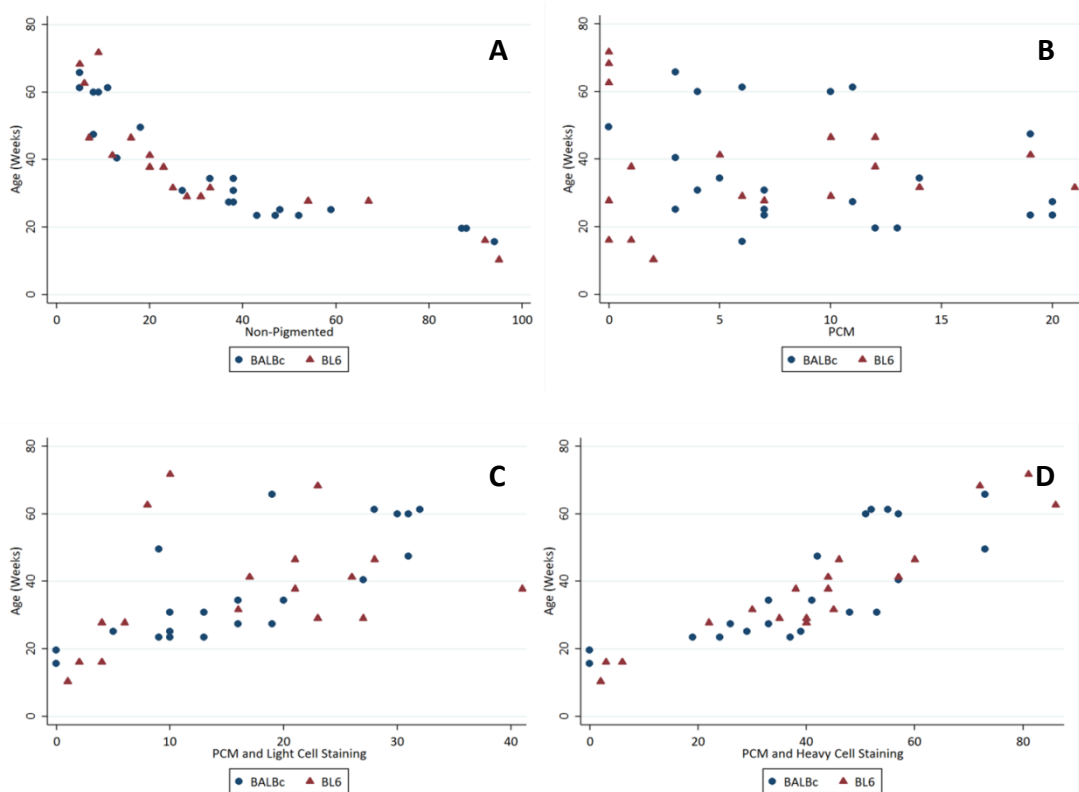 A
80
60
40
20
0
Age (Weeks)
0 20 40 60 80 100
Non-Pigmented
BALBc BL6
B
80
60
40
20
0
Age (Weeks)
0 5 10 15 20
PCM
BALBc BL6
C
80
60
40
20
0
Age (Weeks)
0 10 20 30 40
PCM and Light Cell Staining
BALBc BL6
D
80
60
40
20
0
Age (Weeks)
0 20 40 60 80
PCM and Heavy Cell Staining
BALBc BL6